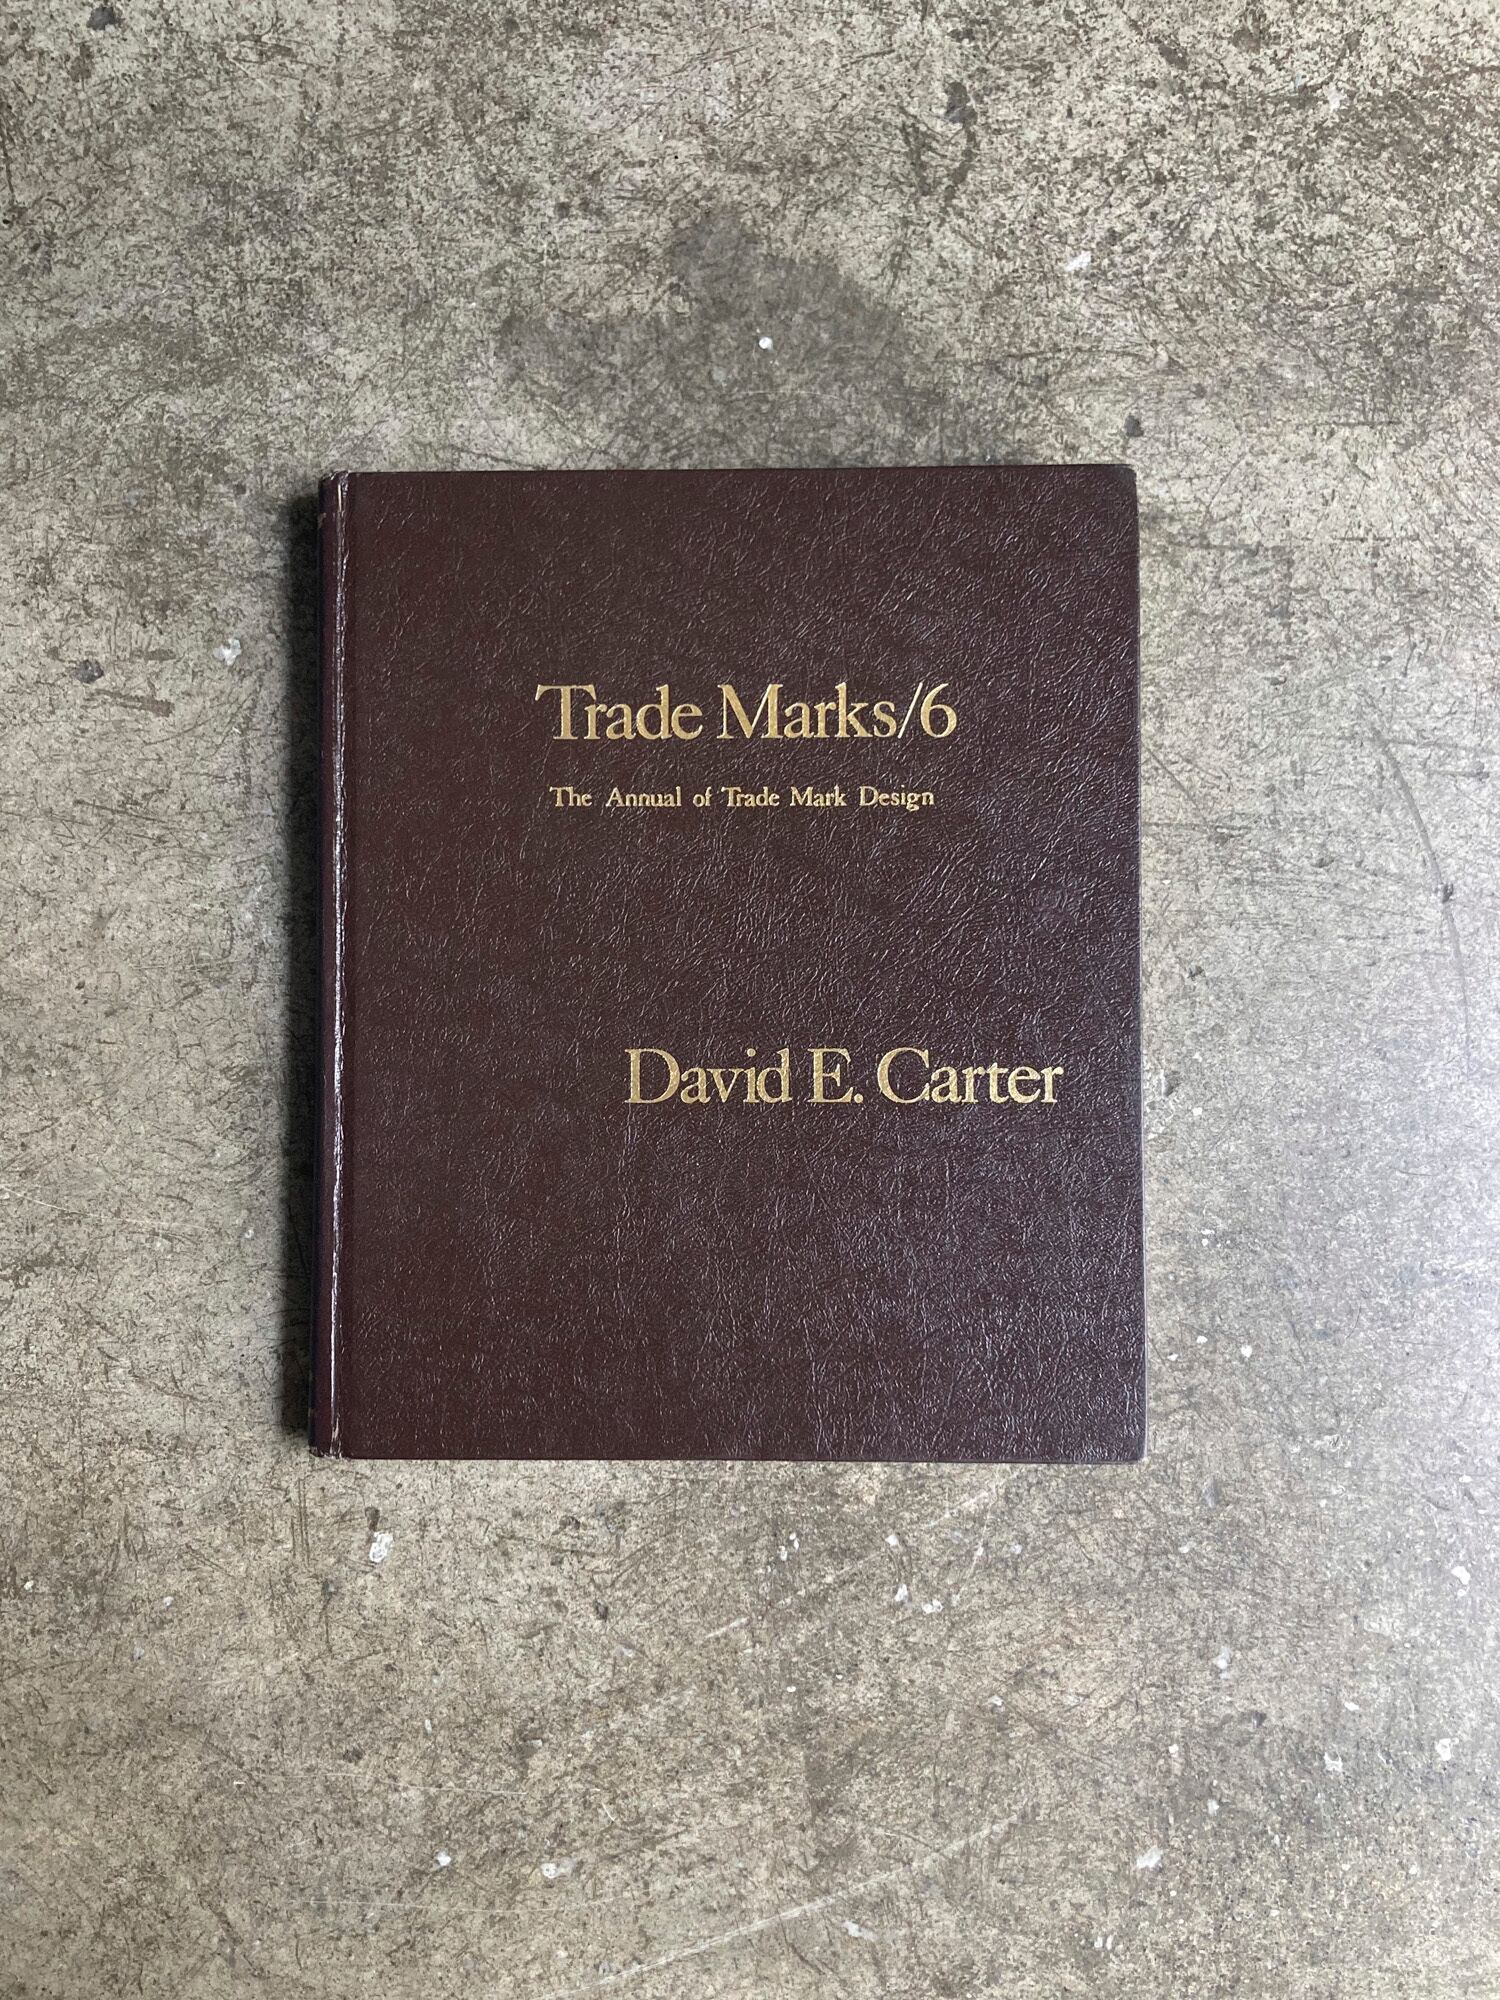 Trade Marks/6
The Annual of Trade Mark Design
David E. Carter